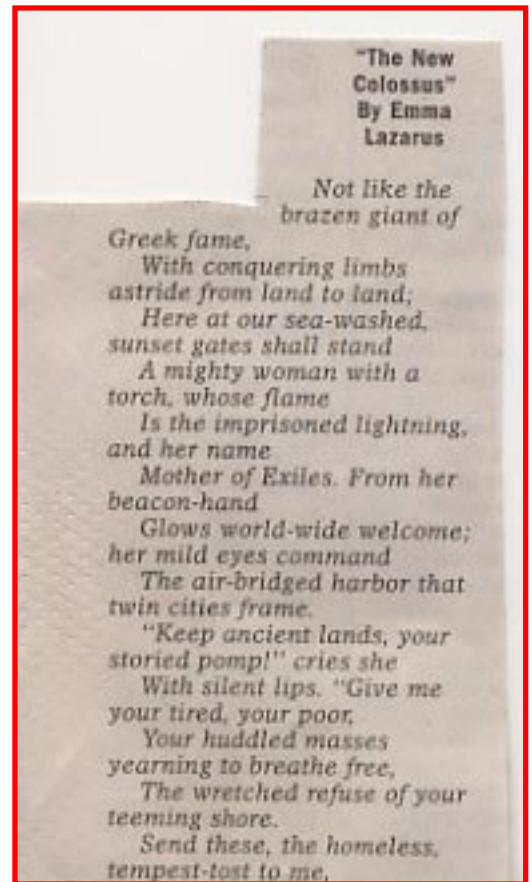 "The New
Colossus"
By Emma
Lazarus
Not like the
brazen giant of
Greek fame,
With conquering limbs
astride from land to land;
Here at our sea-washed,
sunset gates shall stand
A mighty woman with a
torch, whose flame
Is the imprisoned lightning,
and her name
Mother of Exiles. From her
beacon-hand
Glows world-wide welcome;
her mild eyes command
The air-bridged harbor that
twin cities frame.
"Keep ancient lands, your
storied pomp!" cries she
With silent lips. "Give me
your tired, your poor,
Your huddled masses
yearning to breathe free,
The wretched refuse of your
teeming shore.
Send these, the homeless,
tempest-tost to me,